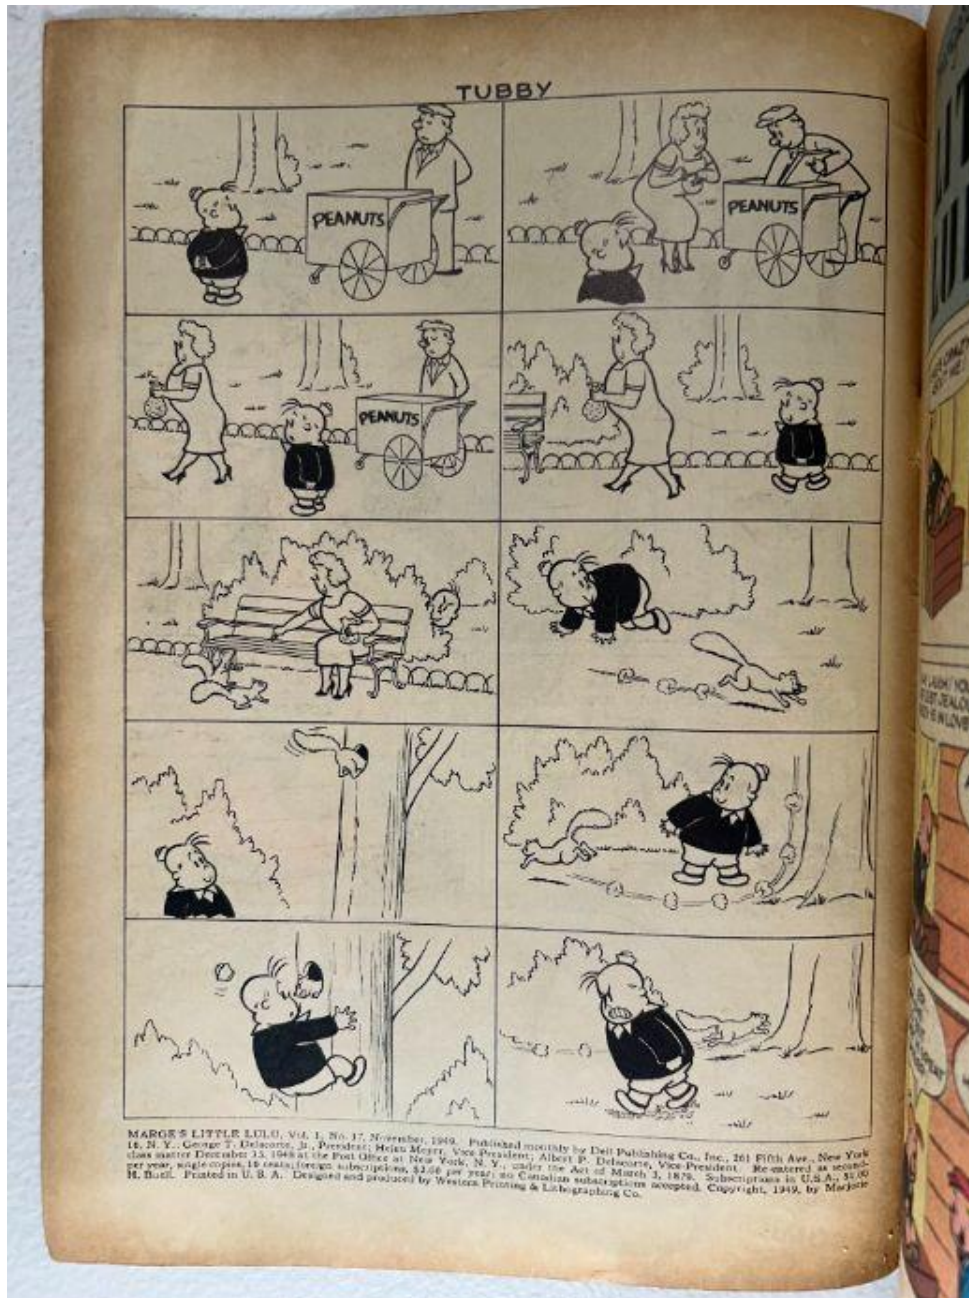 TUBBY
PEANUTS
PEANUTS
PEANUTS
MARGE'S LITTLE LULU, Vol. 1, No. 17, November, 1949. Published monthly by Dell Publishing Co., Inc., 261 Fifth Ave., New York
16, N. Y.; George T. Delacorte, Jr., President; Helen Meyer, Vice-President; Albert P. Delacorte, Vice-President. Re-entered as second-
class matter December 13, 1948 at the Post Office at New York, N. Y., under the Act of March 3, 1879. Subscriptions in U.S.A., $1.00
per year, single copies, 10 cents; foreign subscriptions, $2.00 per year; no Canadian subscriptions accepted. Copyright, 1949, by Marjorie
H. Buell. Printed in U. S. A. Designed and produced by Western Printing & Lithographing Co.